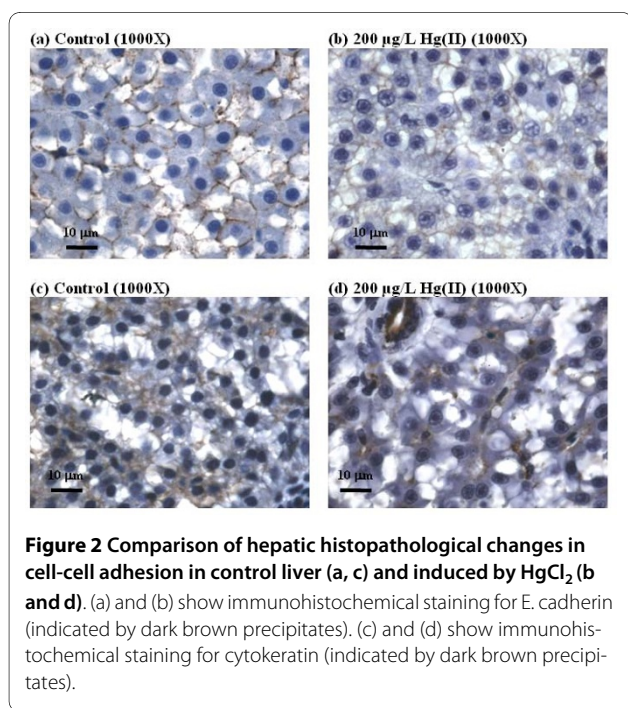 (a) Control (1000X)
(b) 200 µg/L Hg(II) (1000X)
10 µm
10 µm
(c) Control (1000X)
(d) 200 µg/L Hg(II) (1000X)
10 µm
10 µm
Figure 2 Comparison of hepatic histopathological changes in
cell-cell adhesion in control liver (a, c) and induced by HgCl₂ (b
and d). (a) and (b) show immunohistochemical staining for E. cadherin
(indicated by dark brown precipitates). (c) and (d) show immunohis-
tochemical staining for cytokeratin (indicated by dark brown precipi-
tates).